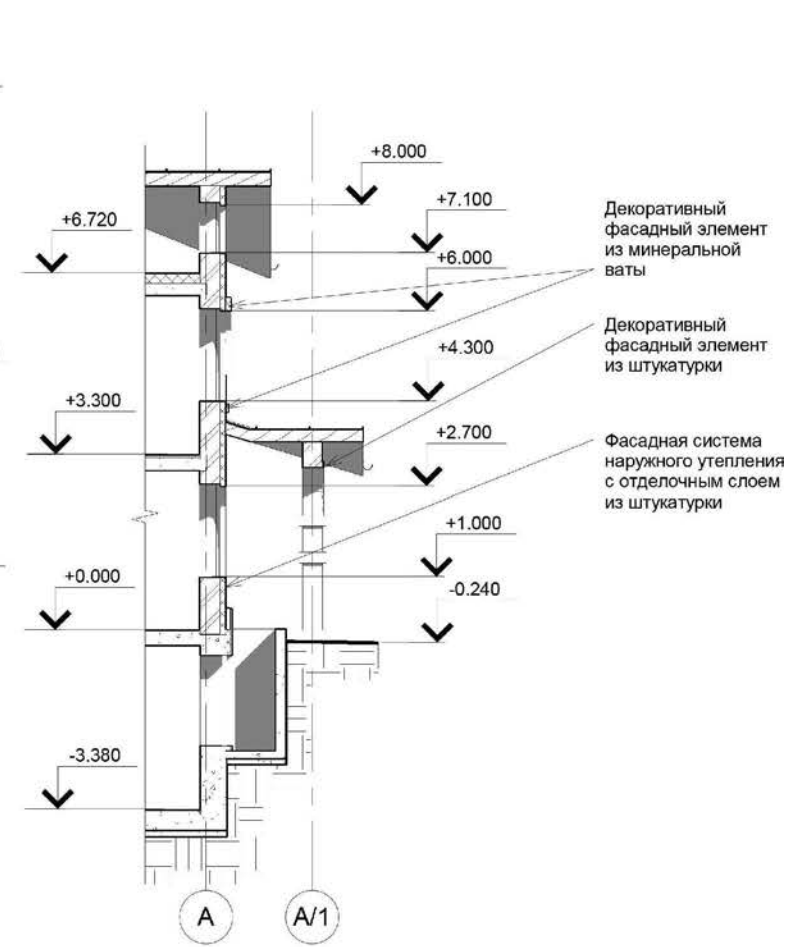 +8.000
+7.100
+6.720
+6.000
+4.300
+3.300
+2.700
+1.000
+0.000
-0.240
-3.380
Декоративный
фасадный элемент
из минеральной
ваты
Декоративный
фасадный элемент
из штукатурки
Фасадная система
наружного утепления
с отделочным слоем
из штукатурки
А
А/1